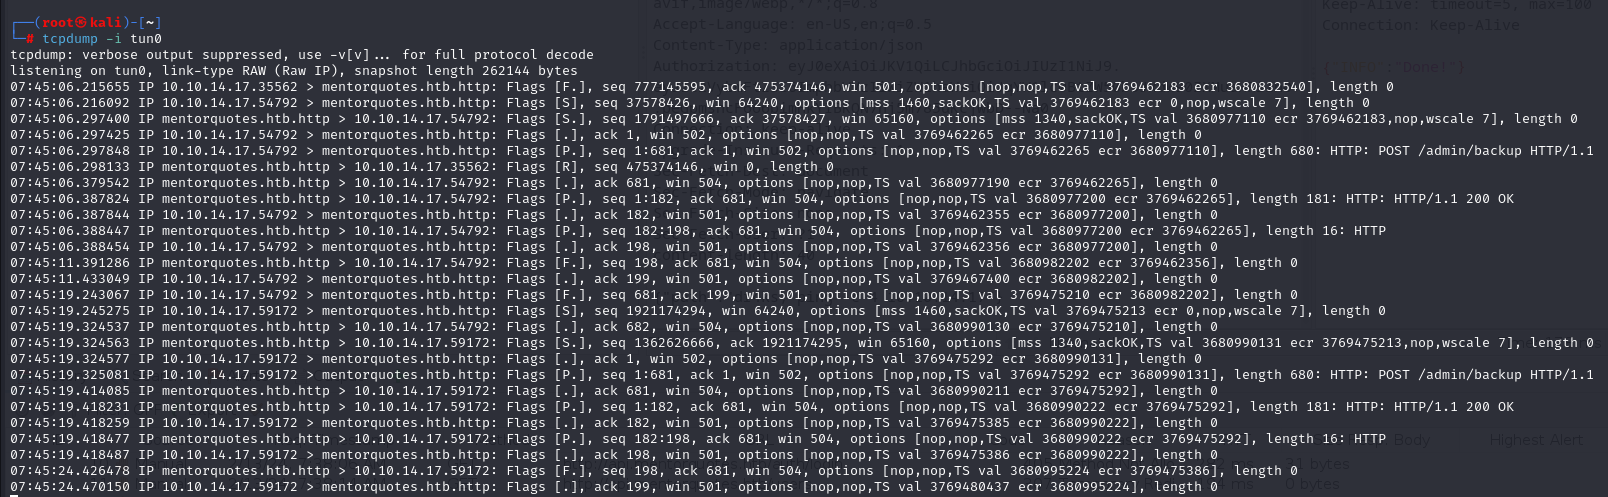 ┌──(root㉿kali)-[~]
└─# tcpdump -i tun0
tcpdump: verbose output suppressed, use -v[v]... for full protocol decode
listening on tun0, link-type RAW (Raw IP), snapshot length 262144 bytes
07:45:06.215655 IP 10.10.14.17.35562 > mentorquotes.htb.http: Flags [F.], seq 777145595, ack 475374146, win 501, options [nop,nop,TS val 3769462183 ecr 3680832540], length 0
07:45:06.216092 IP 10.10.14.17.54792 > mentorquotes.htb.http: Flags [S], seq 37578426, win 64240, options [mss 1460,sackOK,TS val 3769462183 ecr 0,nop,wscale 7], length 0
07:45:06.297400 IP mentorquotes.htb.http > 10.10.14.17.54792: Flags [S.], seq 1791497666, ack 37578427, win 65160, options [mss 1340,sackOK,TS val 3680977110 ecr 3769462183,nop,wscale 7], length 0
07:45:06.297425 IP 10.10.14.17.54792 > mentorquotes.htb.http: Flags [.], ack 1, win 502, options [nop,nop,TS val 3769462265 ecr 3680977110], length 0
07:45:06.297848 IP 10.10.14.17.54792 > mentorquotes.htb.http: Flags [P.], seq 1:681, ack 1, win 502, options [nop,nop,TS val 3769462265 ecr 3680977110], length 680: HTTP: POST /admin/backup HTTP/1.1
07:45:06.298133 IP mentorquotes.htb.http > 10.10.14.17.35562: Flags [R], seq 475374146, win 0, length 0
07:45:06.379542 IP mentorquotes.htb.http > 10.10.14.17.54792: Flags [.], ack 681, win 504, options [nop,nop,TS val 3680977190 ecr 3769462265], length 0
07:45:06.387824 IP mentorquotes.htb.http > 10.10.14.17.54792: Flags [P.], seq 1:182, ack 681, win 504, options [nop,nop,TS val 3680977200 ecr 3769462265], length 181: HTTP: HTTP/1.1 200 OK
07:45:06.387844 IP 10.10.14.17.54792 > mentorquotes.htb.http: Flags [.], ack 182, win 501, options [nop,nop,TS val 3769462355 ecr 3680977200], length 0
07:45:06.388447 IP mentorquotes.htb.http > 10.10.14.17.54792: Flags [P.], seq 182:198, ack 681, win 504, options [nop,nop,TS val 3680977200 ecr 3769462265], length 16: HTTP
07:45:06.388454 IP 10.10.14.17.54792 > mentorquotes.htb.http: Flags [.], ack 198, win 501, options [nop,nop,TS val 3769462356 ecr 3680977200], length 0
07:45:11.391286 IP mentorquotes.htb.http > 10.10.14.17.54792: Flags [F.], seq 198, ack 681, win 504, options [nop,nop,TS val 3680982202 ecr 3769462356], length 0
07:45:11.433049 IP 10.10.14.17.54792 > mentorquotes.htb.http: Flags [.], ack 199, win 501, options [nop,nop,TS val 3769467400 ecr 3680982202], length 0
07:45:19.243067 IP 10.10.14.17.54792 > mentorquotes.htb.http: Flags [F.], seq 681, ack 199, win 501, options [nop,nop,TS val 3769475210 ecr 3680982202], length 0
07:45:19.245275 IP 10.10.14.17.59172 > mentorquotes.htb.http: Flags [S], seq 1921174294, win 64240, options [mss 1460,sackOK,TS val 3769475213 ecr 0,nop,wscale 7], length 0
07:45:19.324537 IP mentorquotes.htb.http > 10.10.14.17.54792: Flags [.], ack 682, win 504, options [nop,nop,TS val 3680990130 ecr 3769475210], length 0
07:45:19.324563 IP mentorquotes.htb.http > 10.10.14.17.59172: Flags [S.], seq 1362626666, ack 1921174295, win 65160, options [mss 1340,sackOK,TS val 3680990131 ecr 3769475213,nop,wscale 7], length 0
07:45:19.324577 IP 10.10.14.17.59172 > mentorquotes.htb.http: Flags [.], ack 1, win 502, options [nop,nop,TS val 3769475292 ecr 3680990131], length 0
07:45:19.325081 IP 10.10.14.17.59172 > mentorquotes.htb.http: Flags [P.], seq 1:681, ack 1, win 502, options [nop,nop,TS val 3769475292 ecr 3680990131], length 680: HTTP: POST /admin/backup HTTP/1.1
07:45:19.414085 IP mentorquotes.htb.http > 10.10.14.17.59172: Flags [.], ack 681, win 504, options [nop,nop,TS val 3680990211 ecr 3769475292], length 0
07:45:19.418231 IP mentorquotes.htb.http > 10.10.14.17.59172: Flags [P.], seq 1:182, ack 681, win 504, options [nop,nop,TS val 3680990222 ecr 3769475292], length 181: HTTP: HTTP/1.1 200 OK
07:45:19.418259 IP 10.10.14.17.59172 > mentorquotes.htb.http: Flags [.], ack 182, win 501, options [nop,nop,TS val 3769475385 ecr 3680990222], length 0
07:45:19.418477 IP mentorquotes.htb.http > 10.10.14.17.59172: Flags [P.], seq 182:198, ack 681, win 504, options [nop,nop,TS val 3680990222 ecr 3769475292], length 16: HTTP
07:45:19.418487 IP 10.10.14.17.59172 > mentorquotes.htb.http: Flags [.], ack 198, win 501, options [nop,nop,TS val 3769475386 ecr 3680990222], length 0
07:45:24.426478 IP mentorquotes.htb.http > 10.10.14.17.59172: Flags [F.], seq 198, ack 681, win 504, options [nop,nop,TS val 3680995224 ecr 3769475386], length 0
07:45:24.470150 IP 10.10.14.17.59172 > mentorquotes.htb.http: Flags [.], ack 199, win 501, options [nop,nop,TS val 3769480437 ecr 3680995224], length 0
avif,image/webp,*/*;q=0.8
Accept-Language: en-US,en;q=0.5
Content-Type: application/json
Authorization: eyJ0eXAiOiJKV1QiLCJhbGciOiJIUzI1NiJ9.
Keep-Alive: timeout=5, max=100
Connection: Keep-Alive
Body
Highest Alert
31 bytes
0 bytes